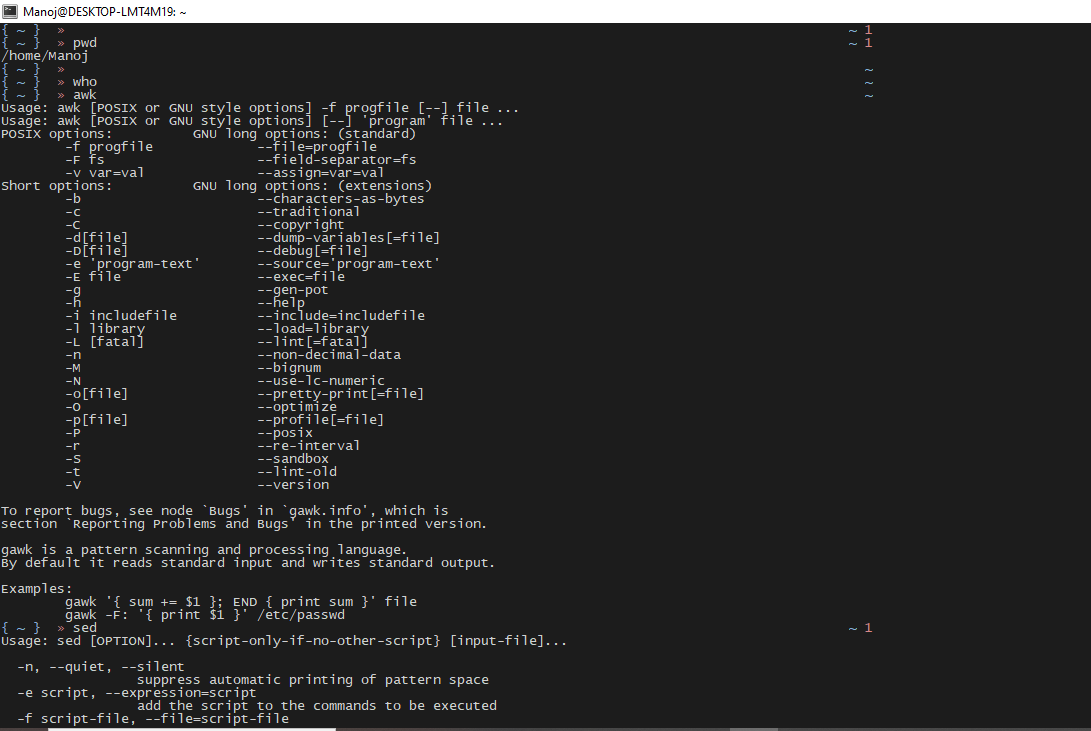 Manoj@DESKTOP-LMT4M19: ~
{ ~ }  » ~ 1
{ ~ }  » pwd ~ 1
/home/Manoj
{ ~ }  » ~
{ ~ }  » who ~
{ ~ }  » awk ~
Usage: awk [POSIX or GNU style options] -f progfile [--] file ...
Usage: awk [POSIX or GNU style options] [--] 'program' file ...
POSIX options:          GNU long options: (standard)
        -f progfile             --file=progfile
        -F fs                   --field-separator=fs
        -v var=val              --assign=var=val
Short options:          GNU long options: (extensions)
        -b                      --characters-as-bytes
        -c                      --traditional
        -C                      --copyright
        -d[file]                --dump-variables[=file]
        -D[file]                --debug[=file]
        -e 'program-text'       --source='program-text'
        -E file                 --exec=file
        -g                      --gen-pot
        -h                      --help
        -i includefile          --include=includefile
        -l library              --load=library
        -L [fatal]              --lint[=fatal]
        -n                      --non-decimal-data
        -M                      --bignum
        -N                      --use-lc-numeric
        -o[file]                --pretty-print[=file]
        -O                      --optimize
        -p[file]                --profile[=file]
        -P                      --posix
        -r                      --re-interval
        -S                      --sandbox
        -t                      --lint-old
        -V                      --version
To report bugs, see node `Bugs' in `gawk.info', which is
section `Reporting Problems and Bugs' in the printed version.
gawk is a pattern scanning and processing language.
By default it reads standard input and writes standard output.
Examples:
        gawk '{ sum += $1 }; END { print sum }' file
        gawk -F: '{ print $1 }' /etc/passwd
{ ~ }  » sed ~ 1
Usage: sed [OPTION]... {script-only-if-no-other-script} [input-file]...
  -n, --quiet, --silent
                 suppress automatic printing of pattern space
  -e script, --expression=script
                 add the script to the commands to be executed
  -f script-file, --file=script-file